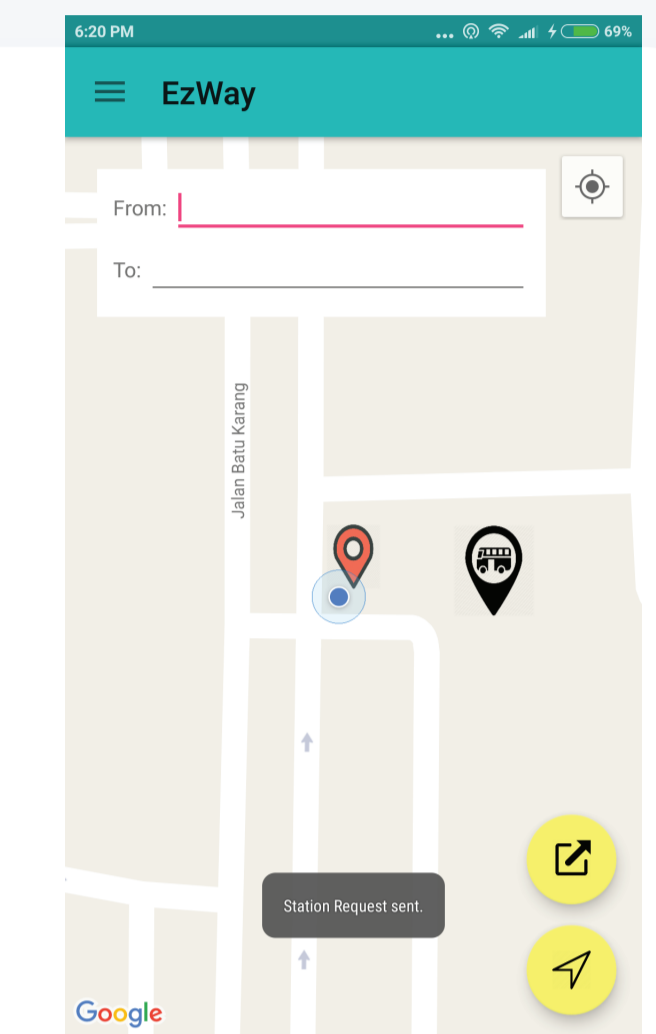 6:20 PM
69%
EzWay
From:
To:
Jalan Batu Karang
Station Request sent.
Google